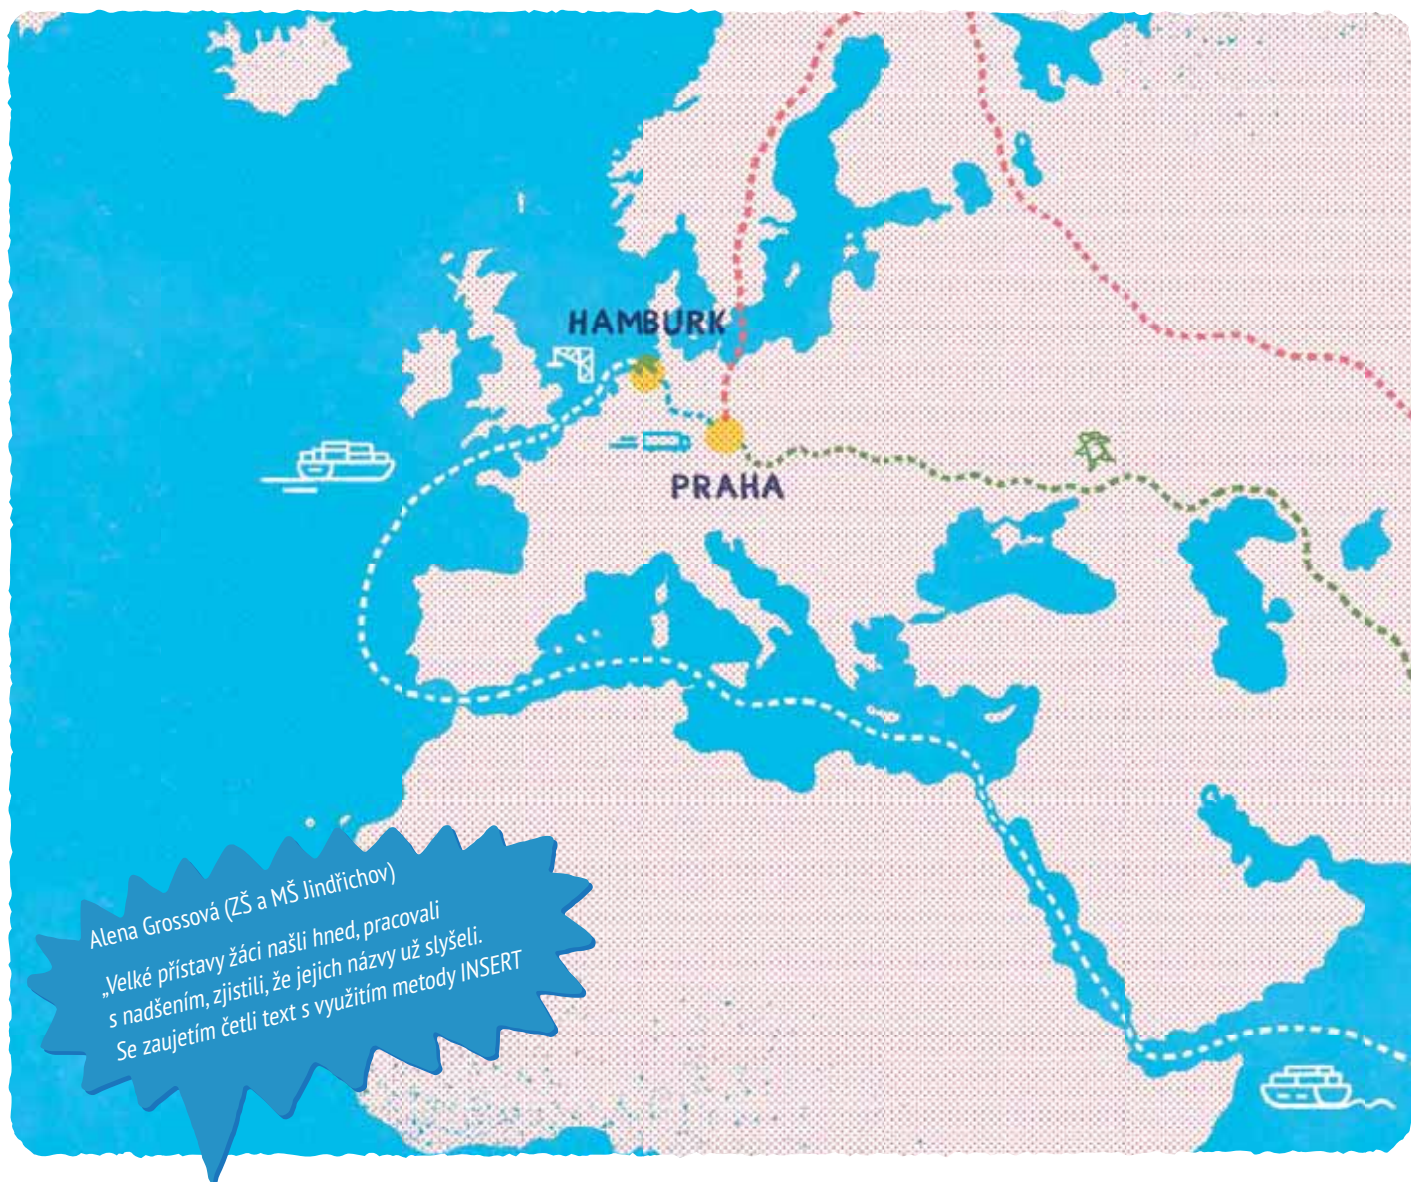 HAMBURK
PRAHA
Alena Grossová (ZŠ a MŠ Jindřichov)
„Velké přístavy žáci našli hned, pracovali
s nadšením, zjistili, že jejich názvy už slyšeli.
Se zaujetím četli text s využitím metody INSERT